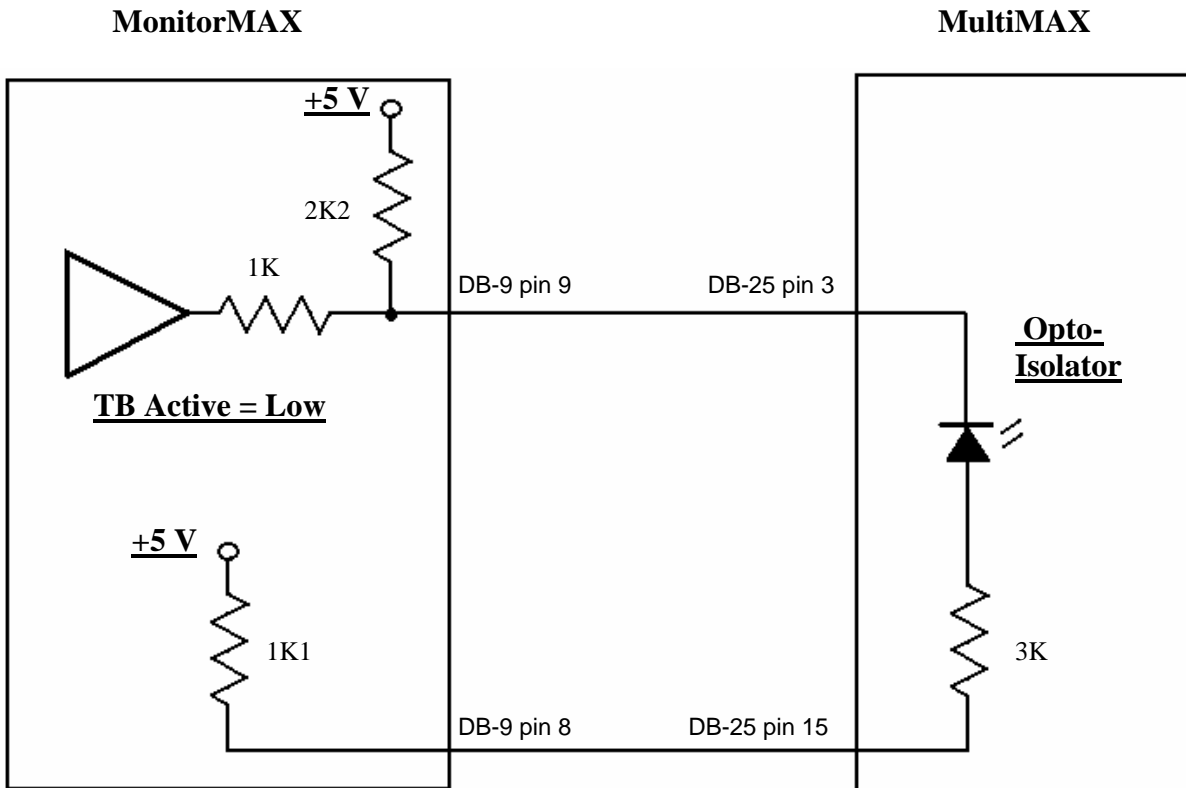 MonitorMAX
MultiMAX
+5 V
2K2
1K
DB-9 pin 9
DB-25 pin 3
Opto-
Isolator
TB Active = Low
+5 V
1K1
3K
DB-9 pin 8
DB-25 pin 15